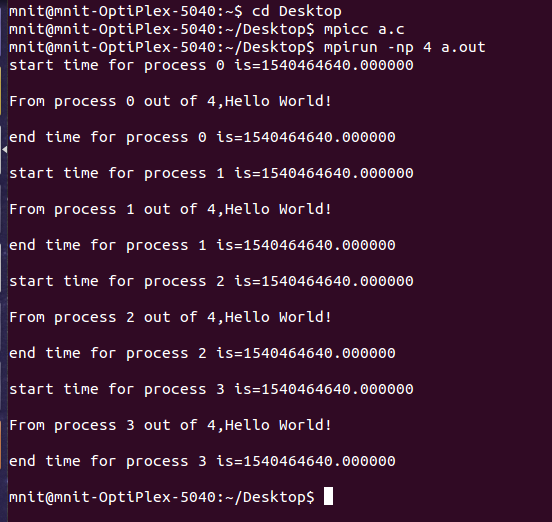 mnit@mnit-OptiPlex-5040:~$ cd Desktop
mnit@mnit-OptiPlex-5040:~/Desktop$ mpicc a.c
mnit@mnit-OptiPlex-5040:~/Desktop$ mpirun -np 4 a.out
start time for process 0 is=1540464640.000000
From process 0 out of 4,Hello World!
end time for process 0 is=1540464640.000000
start time for process 1 is=1540464640.000000
From process 1 out of 4,Hello World!
end time for process 1 is=1540464640.000000
start time for process 2 is=1540464640.000000
From process 2 out of 4,Hello World!
end time for process 2 is=1540464640.000000
start time for process 3 is=1540464640.000000
From process 3 out of 4,Hello World!
end time for process 3 is=1540464640.000000
mnit@mnit-OptiPlex-5040:~/Desktop$